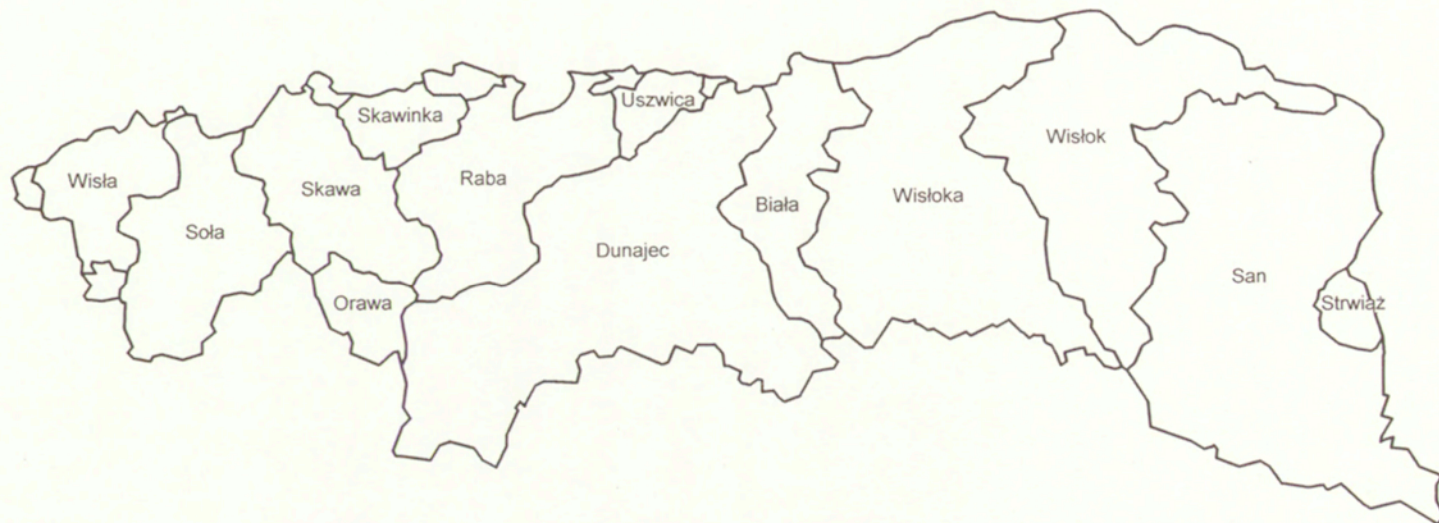 Wisła
Soła
Skawa
Skawinka
Orawa
Raba
Uszwica
Dunajec
Biała
Wisłoka
Wisłok
San
Strwiąż